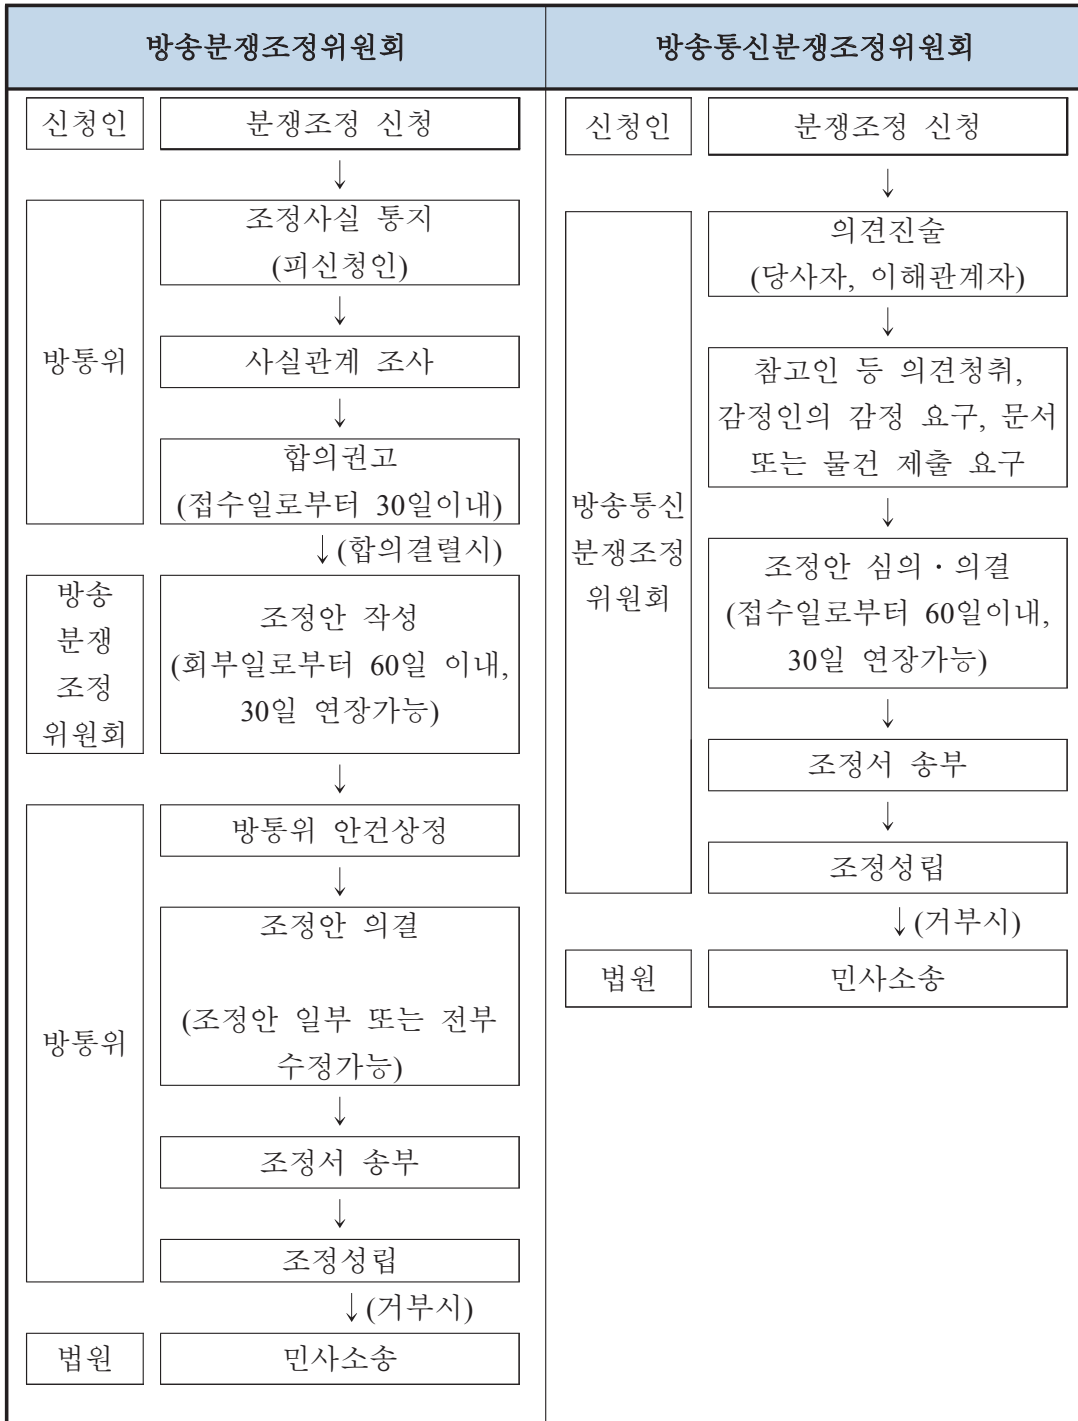 방송분쟁조정위원회
신청인
분쟁조정 신청
↓
방통위
조정사실 통지
(피신청인)
↓
사실관계 조사
↓
합의권고
(접수일로부터 30일이내)
↓(합의결렬시)
방송
분쟁
조정
위원회
조정안 작성
(회부일로부터 60일 이내,
30일 연장가능)
↓
방통위
방통위 안건상정
↓
조정안 의결
(조정안 일부 또는 전부
수정가능)
↓
조정서 송부
↓
조정성립
↓(거부시)
법원
민사소송
방송통신분쟁조정위원회
신청인
분쟁조정 신청
↓
방송통신
분쟁조정
위원회
의견진술
(당사자, 이해관계자)
↓
참고인 등 의견청취,
감정인의 감정 요구, 문서
또는 물건 제출 요구
↓
조정안 심의 · 의결
(접수일로부터 60일이내,
30일 연장가능)
↓
조정서 송부
↓
조정성립
↓(거부시)
법원
민사소송